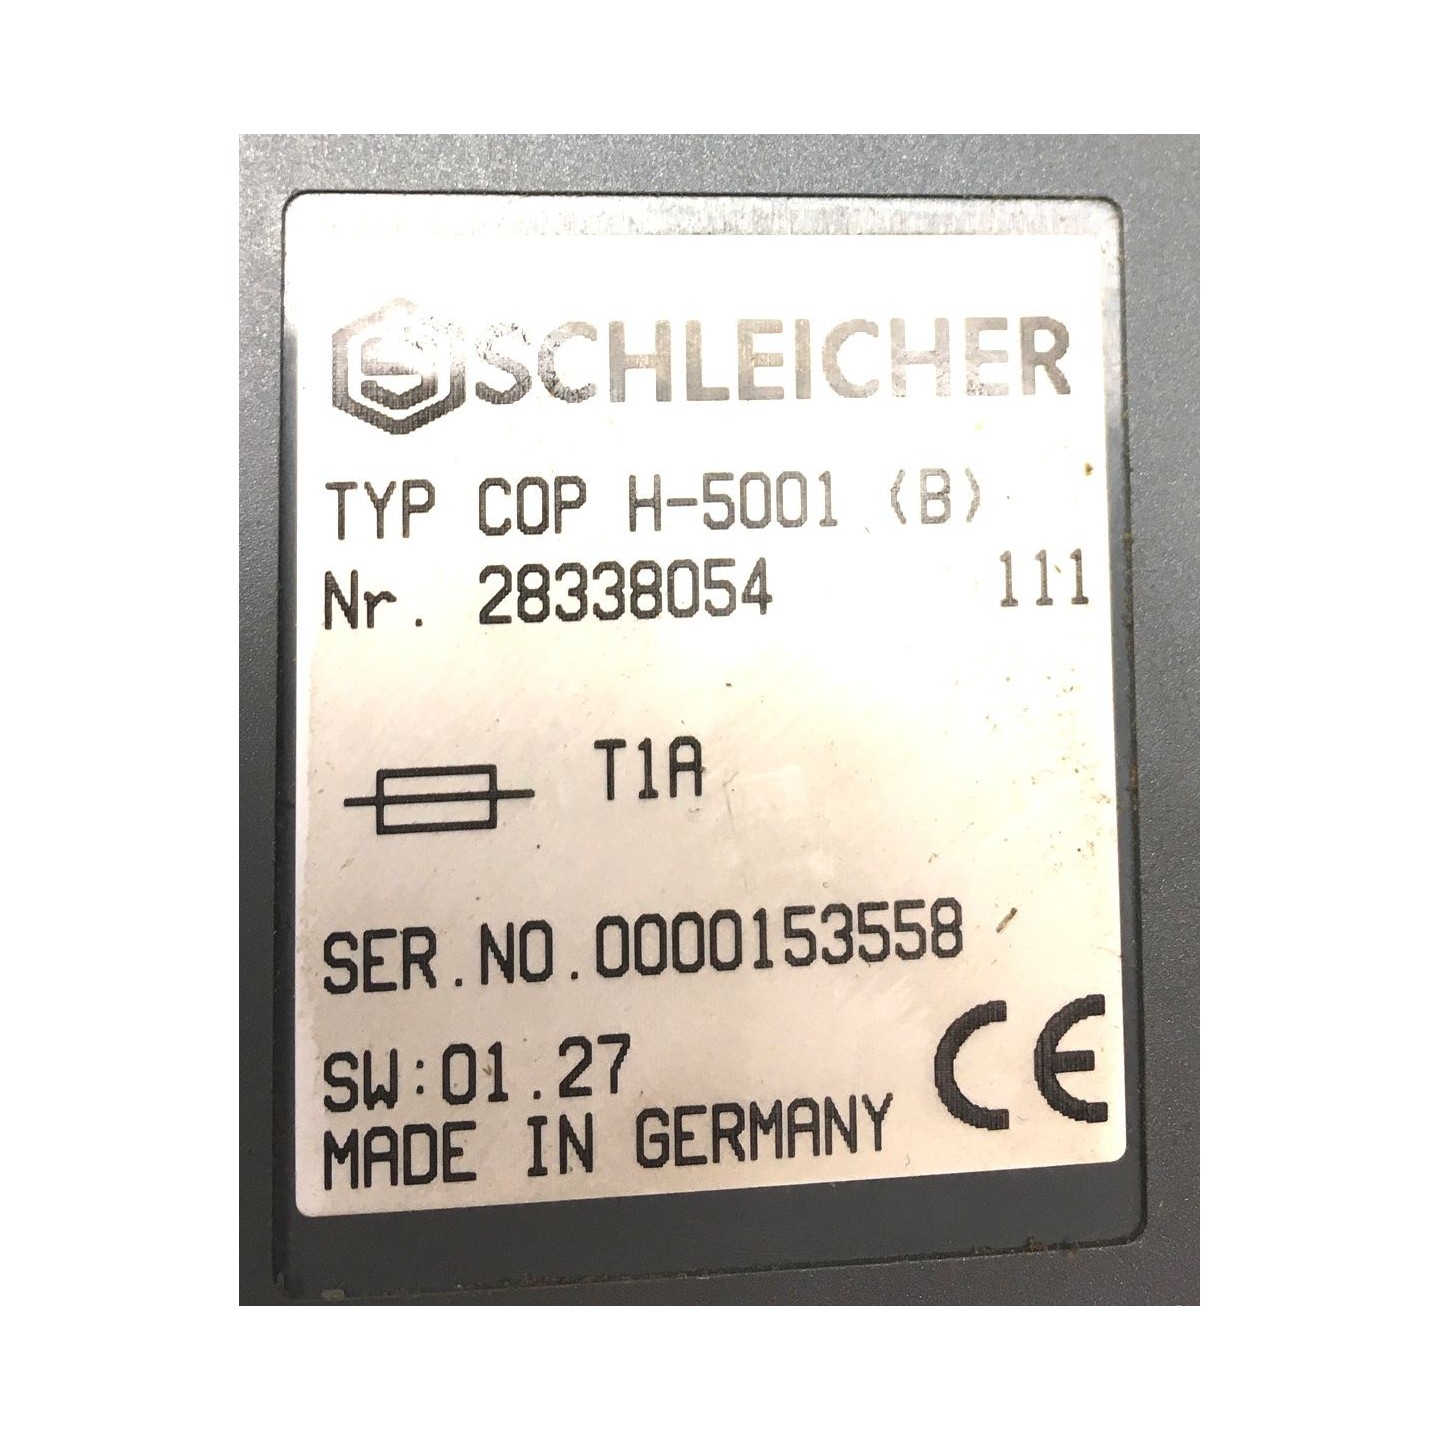 SCHLEICHER
TYP COP H-5001 (B)
Nr. 28338054 111
T1A
SER.NO.0000153558
SW:01.27
MADE IN GERMANY
CE